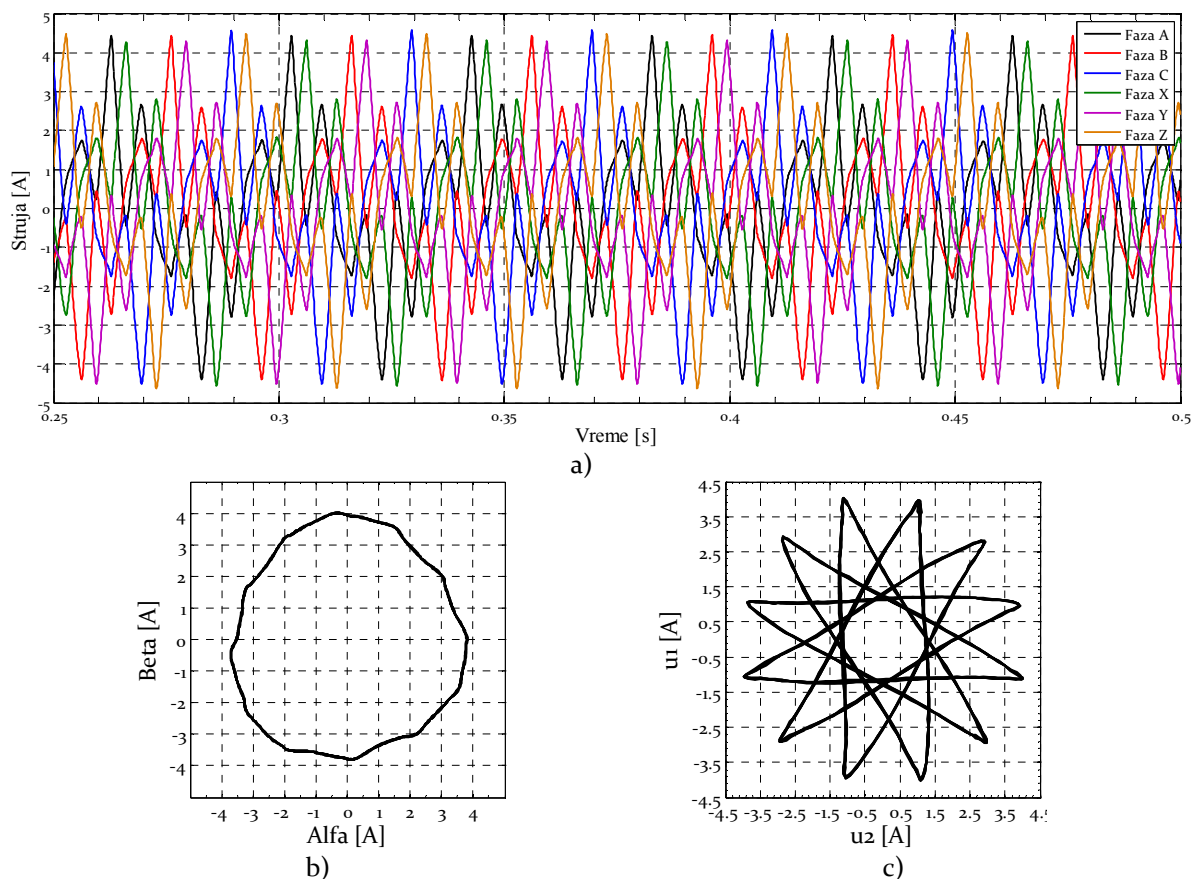 5
4
3
2
1
0
-1
-2
-3
-4
-5
Struja [A]
Faza A
Faza B
Faza C
Faza X
Faza Y
Faza Z
0.25 0.3 0.35 0.4 0.45 0.5
Vreme [s]
a)
4
3
2
1
0
-1
-2
-3
-4
Beta [A]
-4 -3 -2 -1 0 1 2 3 4
Alfa [A]
b)
4.5
3.5
2.5
1.5
0.5
-0.5
-1.5
-2.5
-3.5
-4.5
u1 [A]
-4.5 -3.5 -2.5 -1.5 -0.5 0.5 1.5 2.5 3.5 4.5
u2 [A]
c)